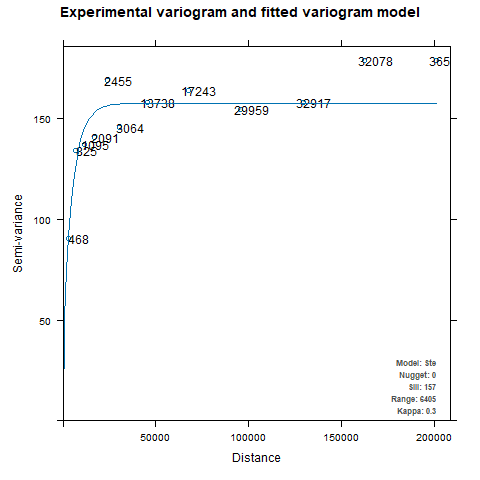 Experimental variogram and fitted variogram model
365
32078
2455
17243
13738
32917
29959
3064
2091
1095
825
468
150
100
50
Semi-variance
Model: Ste
Nugget: 0
Sill: 157
Range: 6405
Kappa: 0.3
50000 100000 150000 200000
Distance